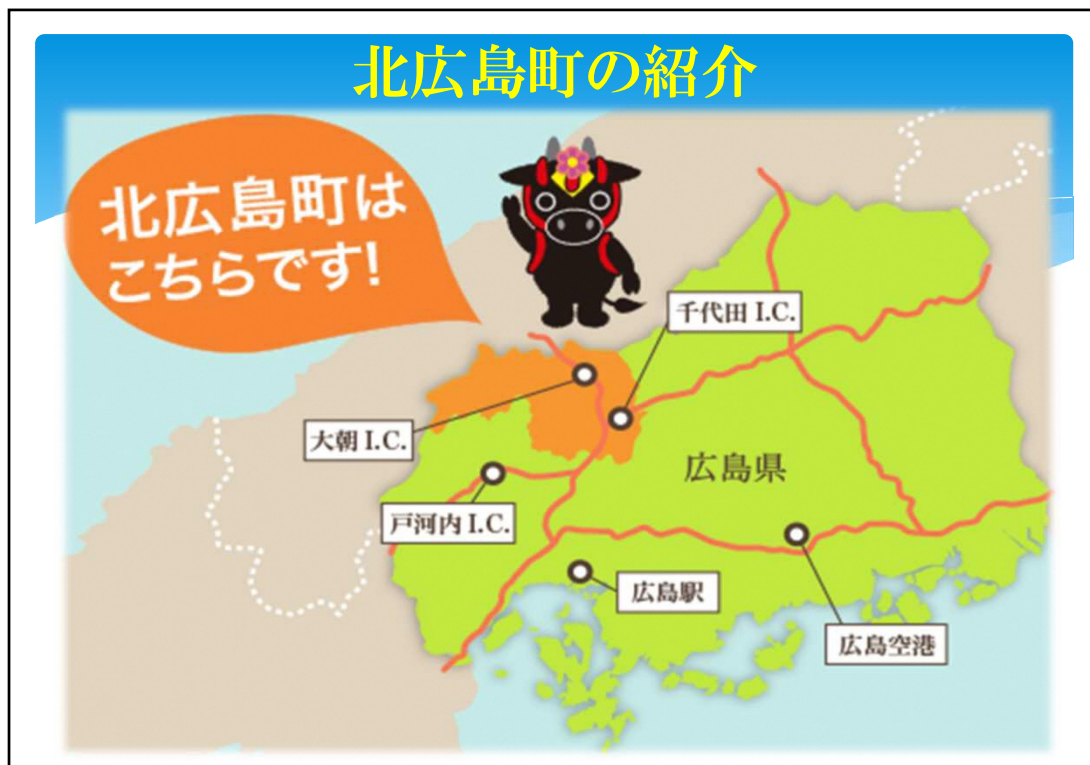 北広島町の紹介
北広島町は
こちらです!
千代田 I.C.
大朝 I.C.
広島県
戸河内 I.C.
広島駅
広島空港